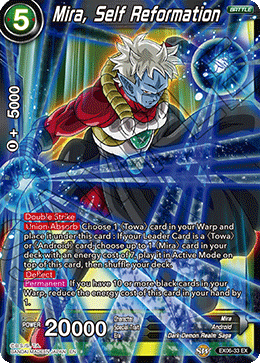 Mira, Self Reformation
BATTLE
5
0 + 5000
Double Strike
Union-Absorb Choose 1 (Towa) card in your Warp and
place it under this card : If your Leader Card is a (Towa)
or (Android) card, choose up to 1 (Mira) card in your
deck with an energy cost of 7, play it in Active Mode on
top of this card, then shuffle your deck.
Deflect
Permanent If you have 10 or more black cards in your
Warp, reduce the energy cost of this card in your hand by
1.
POWER
20000
Character
Mira
Special Trait
Android
Era
Dark Demon Realm Saga
EX06-33 EX